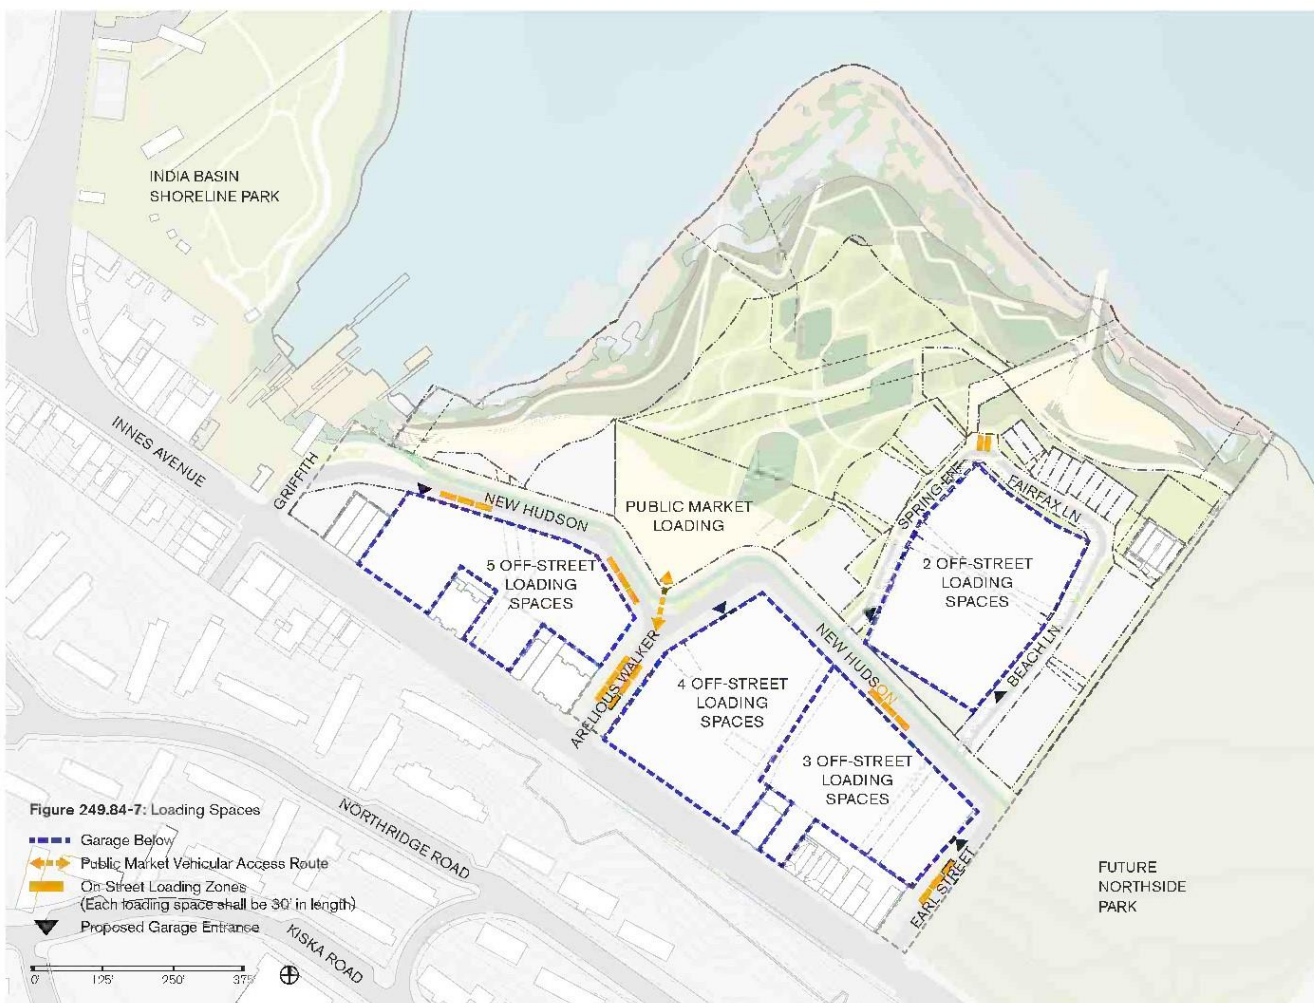 INDIA BASIN
SHORELINE PARK
INNES AVENUE
GRIFFITH
NEW HUDSON
PUBLIC MARKET
LOADING
SPRING LNE
FAIRFAX LN
5 OFF-STREET
LOADING
SPACES
2 OFF-STREET
LOADING
SPACES
ARELIOUS WALKER
NEW HUDSON
BEACH LN
4 OFF-STREET
LOADING
SPACES
3 OFF-STREET
LOADING
SPACES
EARL STREET
FUTURE
NORTHSIDE
PARK
NORTHRIDGE ROAD
KISKA ROAD
Figure 249.84-7: Loading Spaces
Garage Below
Public Market Vehicular Access Route
On Street Loading Zones
(Each loading space shall be 30' in length)
Proposed Garage Entrance
0' 125' 250' 375'